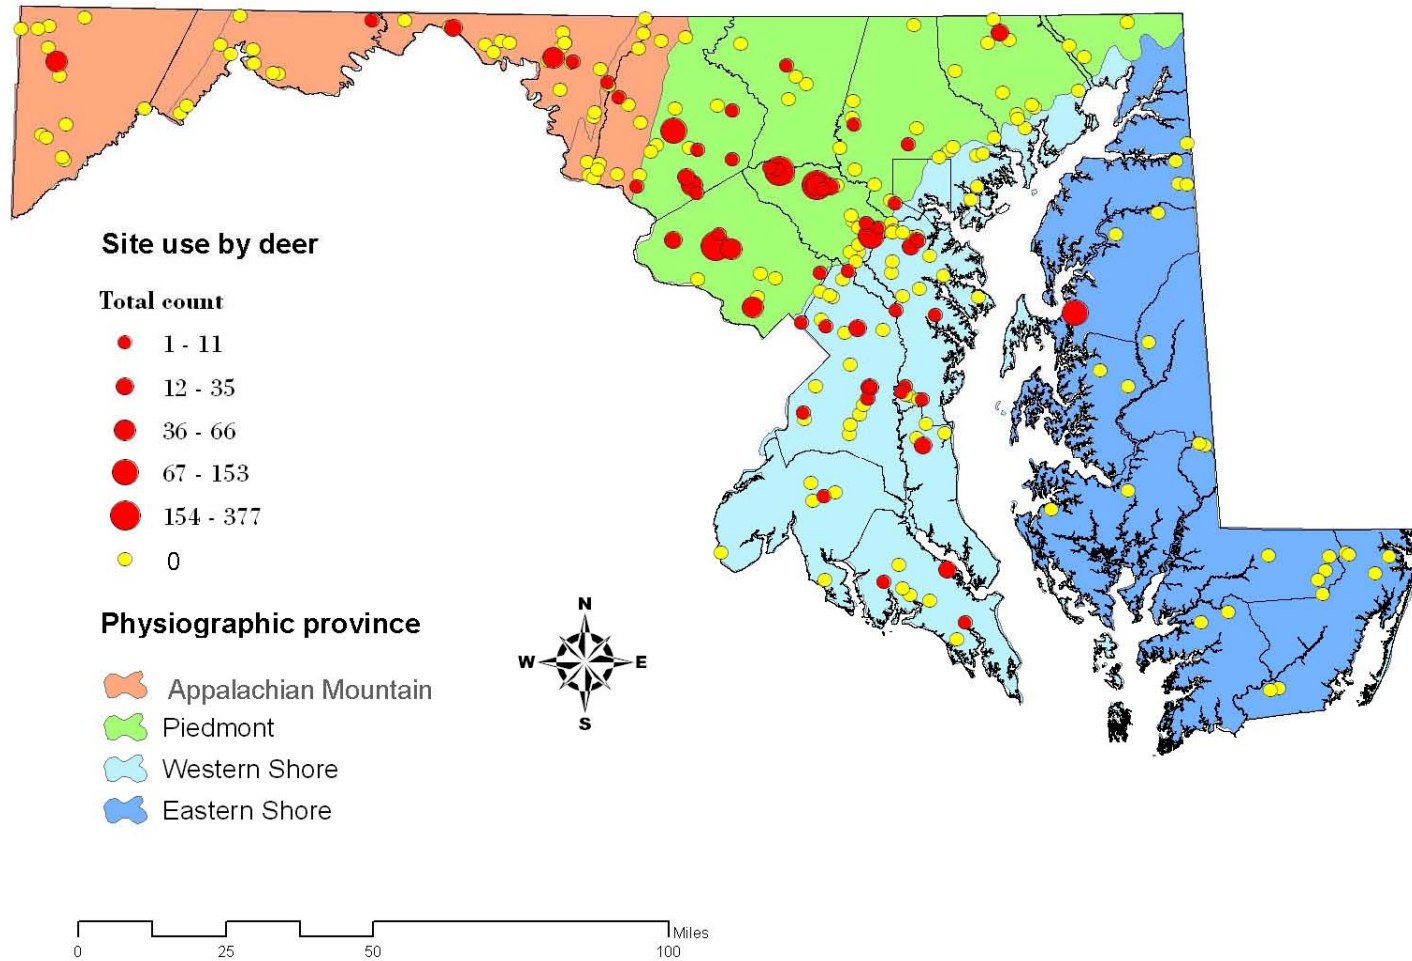 Site use by deer
Total count
1 - 11
12 - 35
36 - 66
67 - 153
154 - 377
0
Physiographic province
Appalachian Mountain
Piedmont
Western Shore
Eastern Shore
N
W E
S
Miles
0 25 50 100